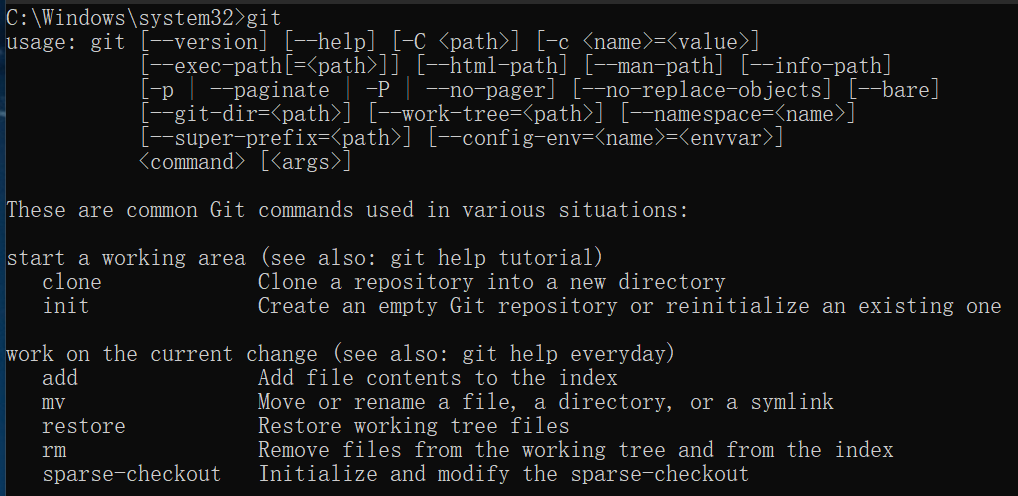 C:\Windows\system32>git
usage: git [--version] [--help] [-C <path>] [-c <name>=<value>]
           [--exec-path[=<path>]] [--html-path] [--man-path] [--info-path]
           [-p | --paginate | -P | --no-pager] [--no-replace-objects] [--bare]
           [--git-dir=<path>] [--work-tree=<path>] [--namespace=<name>]
           [--super-prefix=<path>] [--config-env=<name>=<envvar>]
           <command> [<args>]

These are common Git commands used in various situations:

start a working area (see also: git help tutorial)
   clone             Clone a repository into a new directory
   init              Create an empty Git repository or reinitialize an existing one

work on the current change (see also: git help everyday)
   add               Add file contents to the index
   mv                Move or rename a file, a directory, or a symlink
   restore           Restore working tree files
   rm                Remove files from the working tree and from the index
   sparse-checkout   Initialize and modify the sparse-checkout